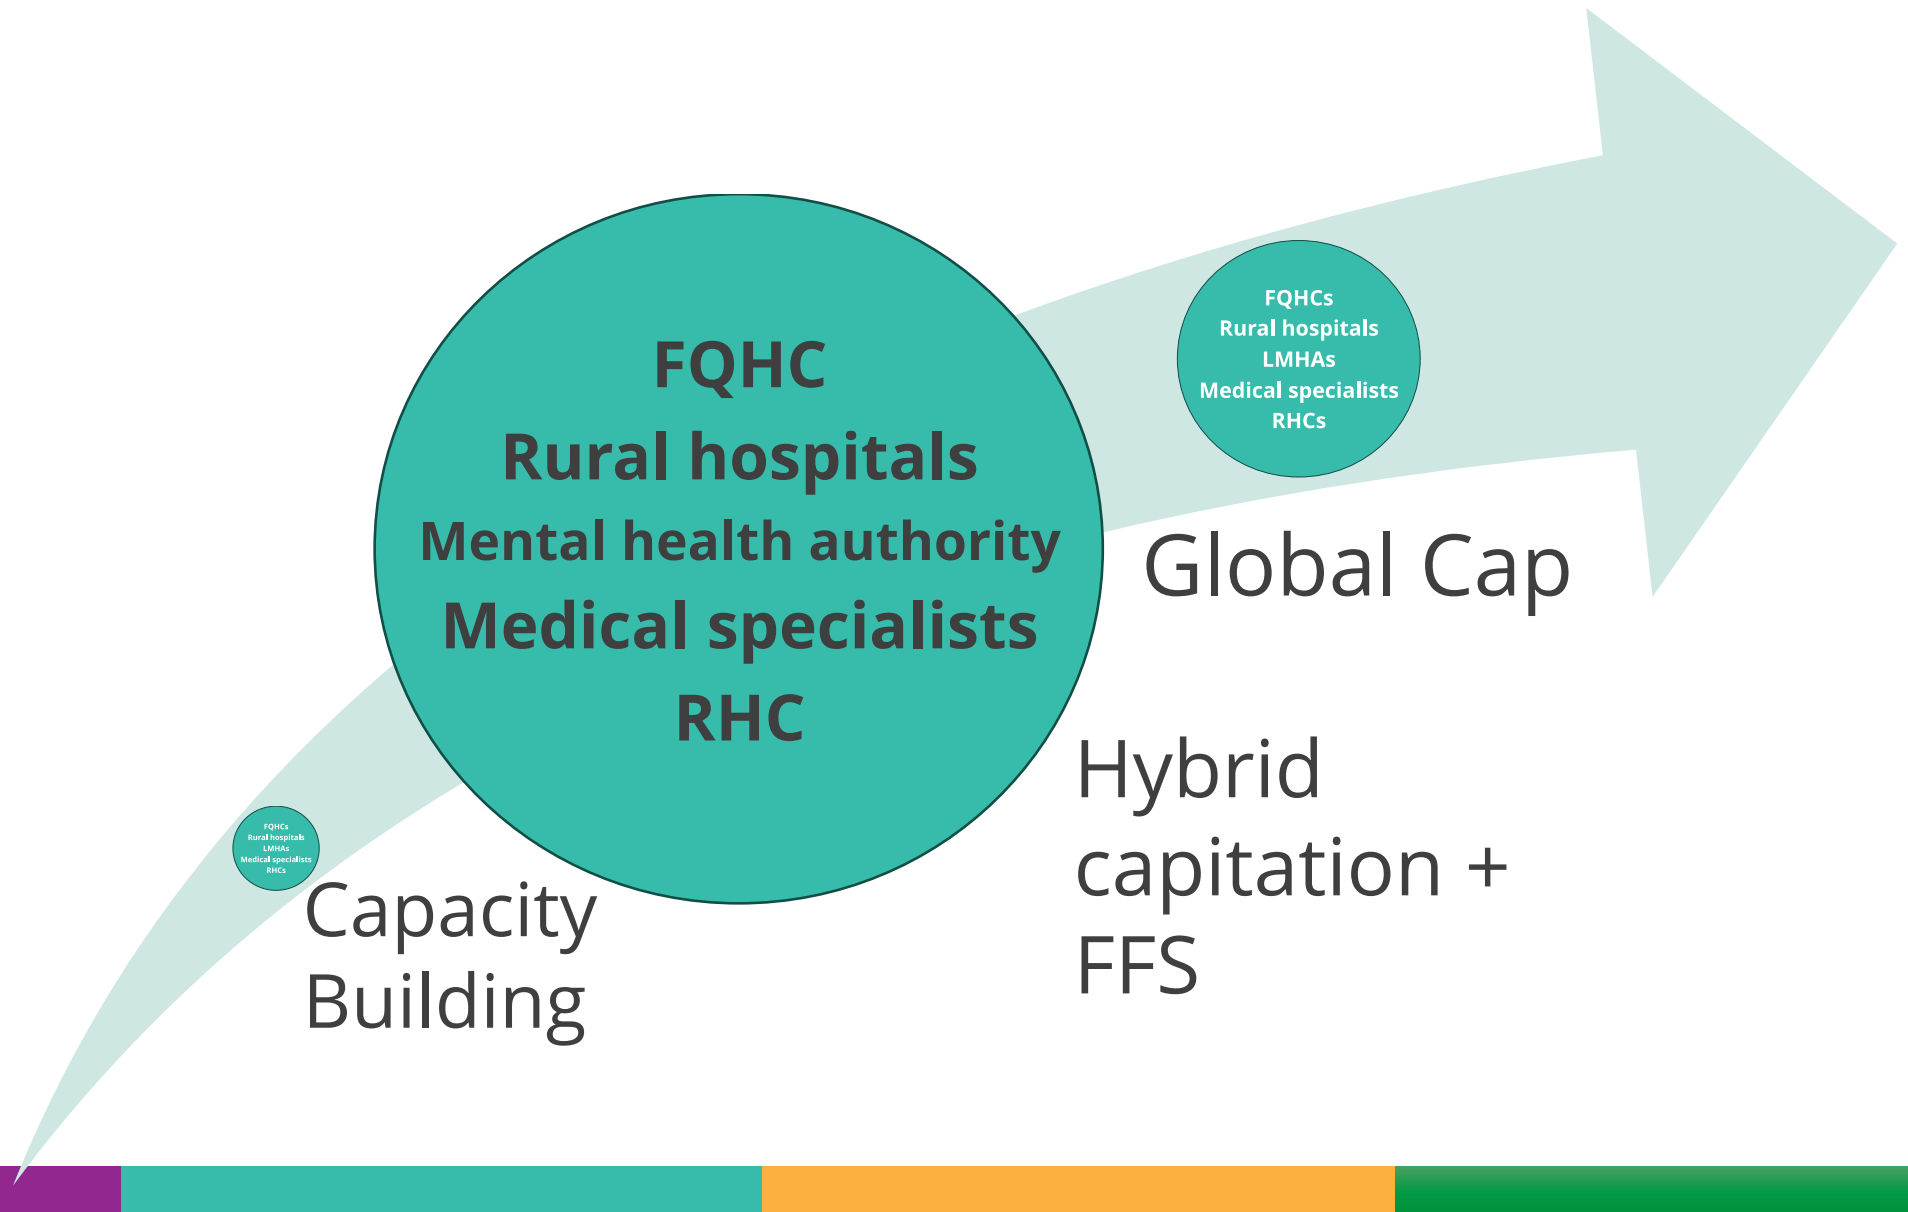 FQHC
Rural hospitals
Mental health authority
Medical specialists
RHC
FQHCs
Rural hospitals
LMHAs
Medical specialists
RHCs
Global Cap
Hybrid
capitation +
FFS
FQHCs
Rural hospitals
LMHAs
Medical specialists
RHCs
Capacity
Building